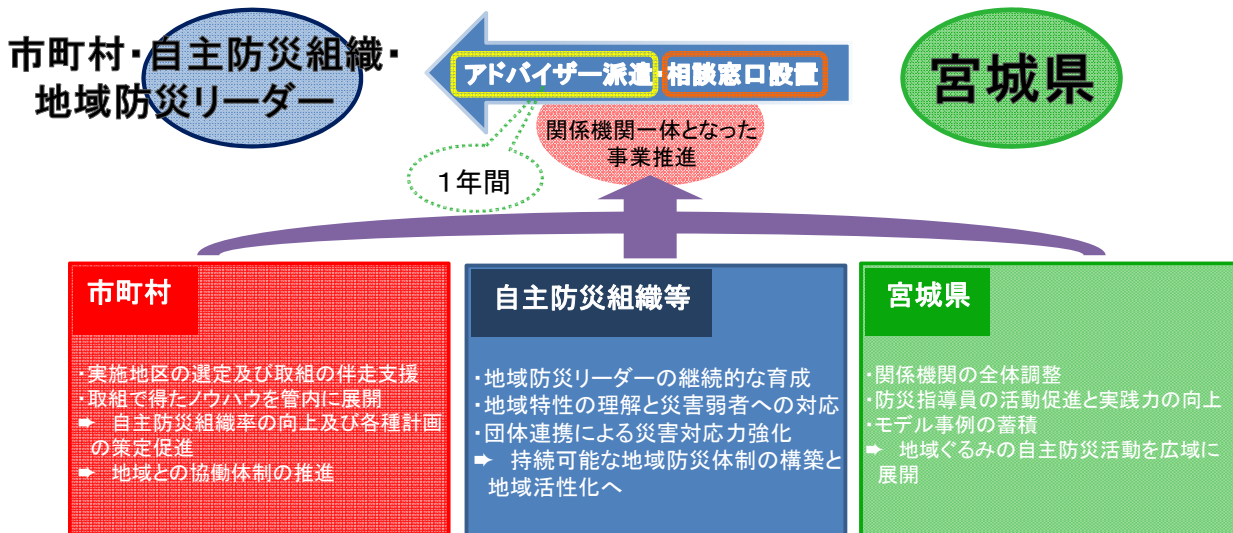 市町村・自主防災組織・
地域防災リーダー
アドバイザー派遣・相談窓口設置
宮城県
関係機関一体となった
事業推進
１年間
市町村
・実施地区の選定及び取組の伴走支援
・取組で得たノウハウを管内に展開
➨ 自主防災組織率の向上及び各種計画
の策定促進
➨ 地域との協働体制の推進
自主防災組織等
・地域防災リーダーの継続的な育成
・地域特性の理解と災害弱者への対応
・団体連携による災害対応力強化
➨ 持続可能な地域防災体制の構築と
地域活性化へ
宮城県
・関係機関の全体調整
・防災指導員の活動促進と実践力の向上
・モデル事例の蓄積
➨ 地域ぐるみの自主防災活動を広域に
展開